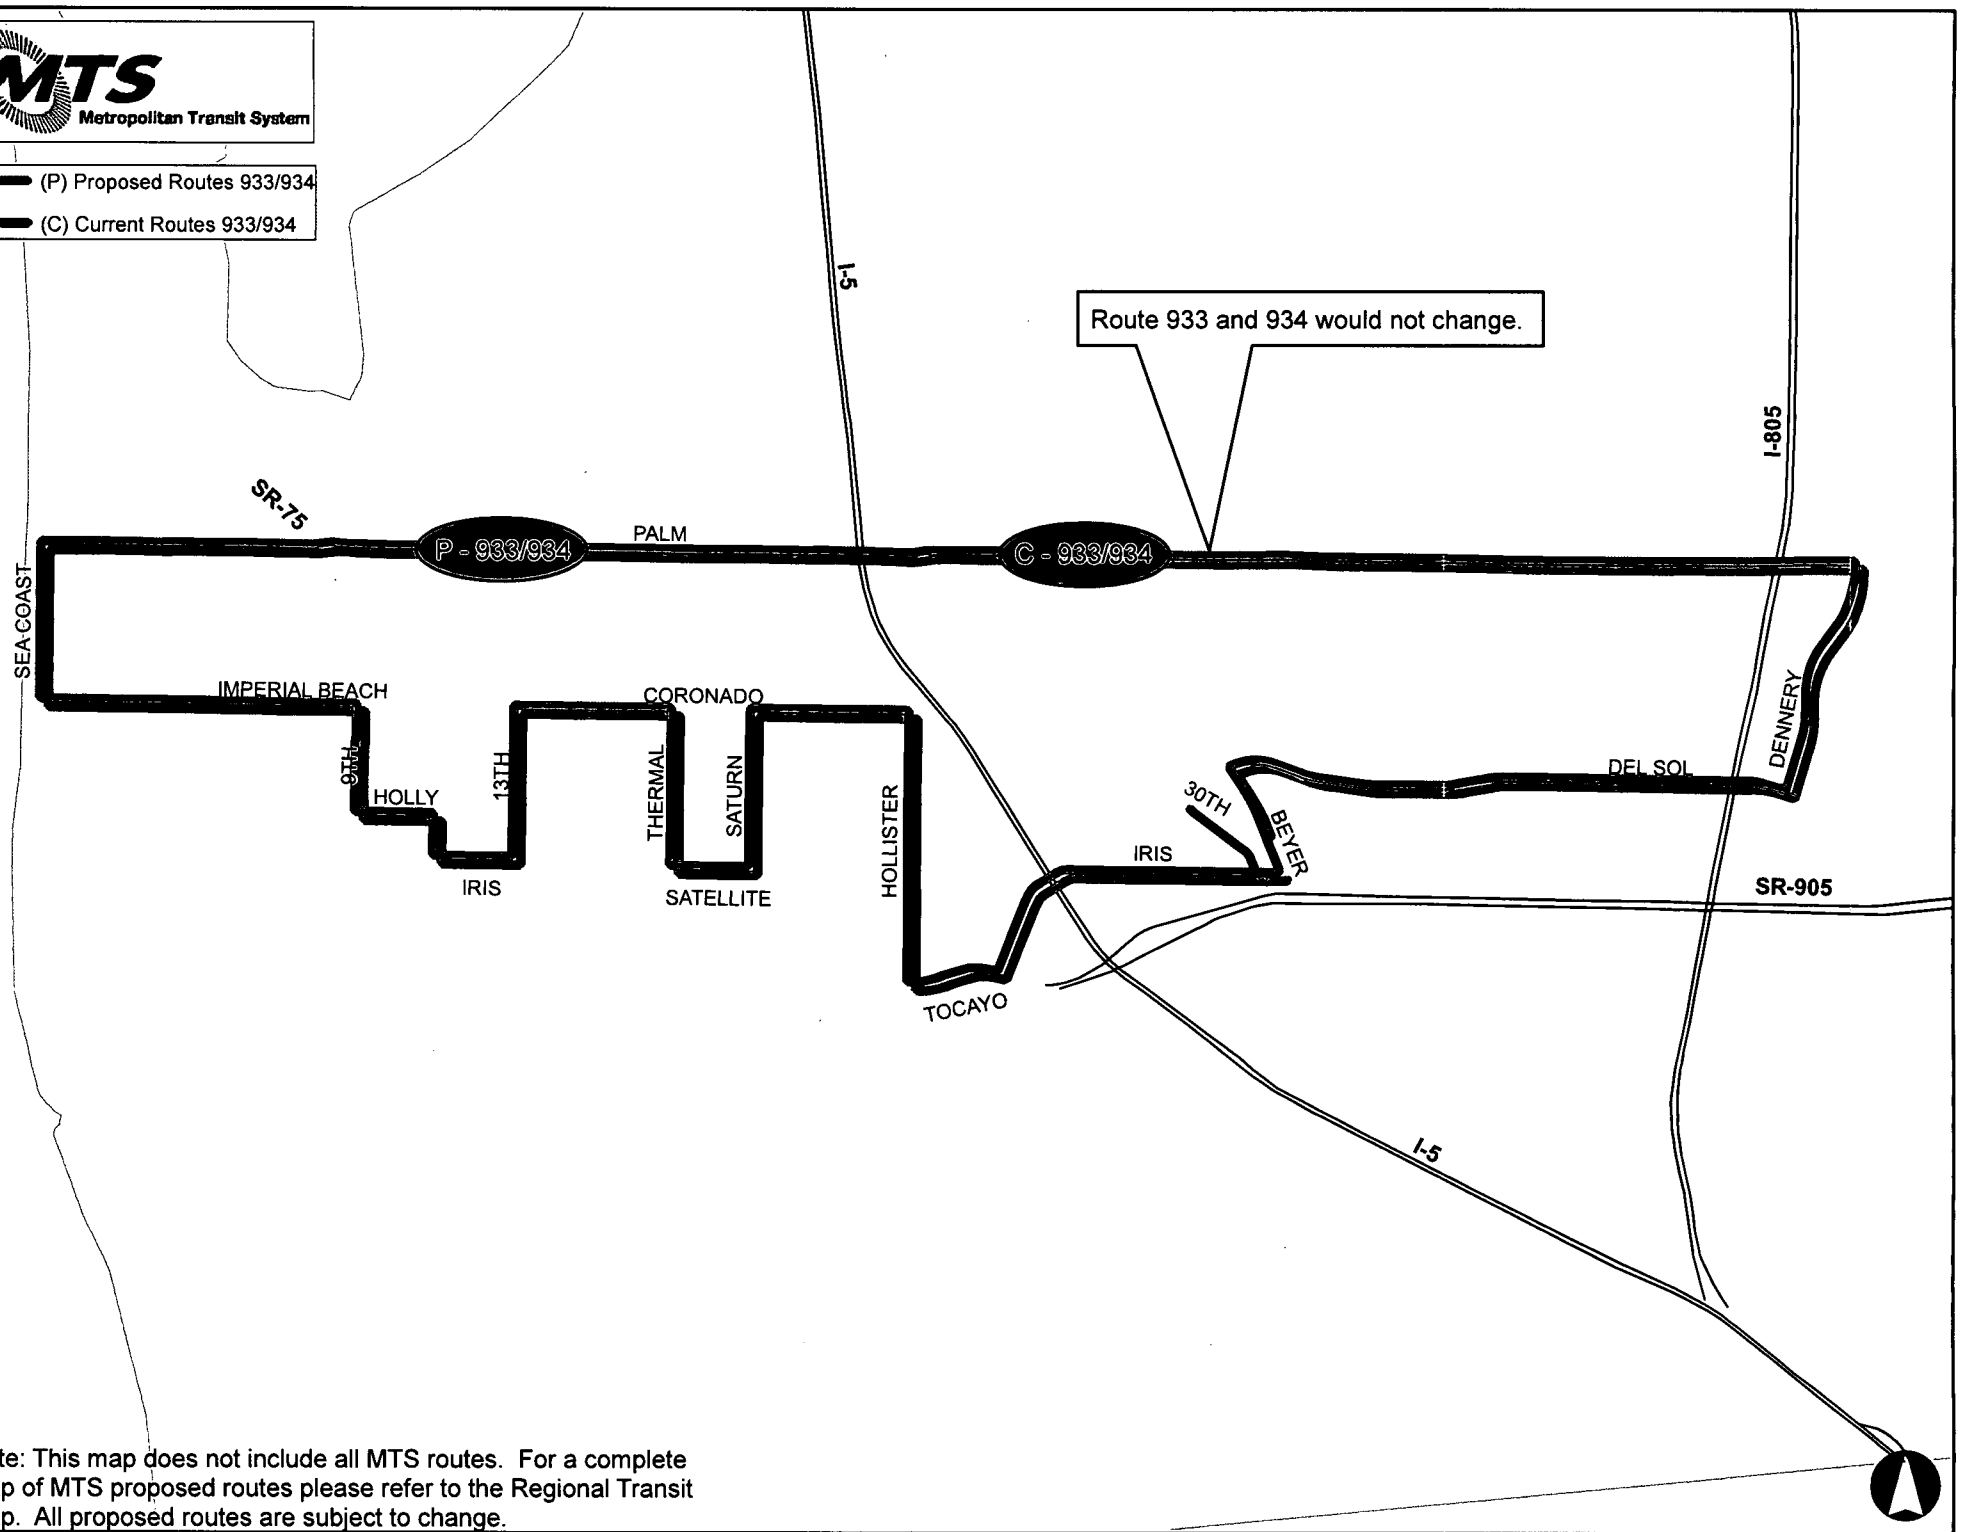 MTS
Metropolitan Transit System
(P) Proposed Routes 933/934
(C) Current Routes 933/934
I-5
Route 933 and 934 would not change.
I-805
SR-75
P - 933/934
PALM
C - 933/934
SEA COAST
IMPERIAL BEACH
CORONADO
9TH
HOLLY
13TH
IRIS
THERMAL
SATURN
SATELLITE
HOLLISTER
TOCAYO
30TH
BEYER
IRIS
DEL SOL
DENNERY
SR-905
I-5
te: This map does not include all MTS routes. For a complete
p of MTS proposed routes please refer to the Regional Transit
p. All proposed routes are subject to change.